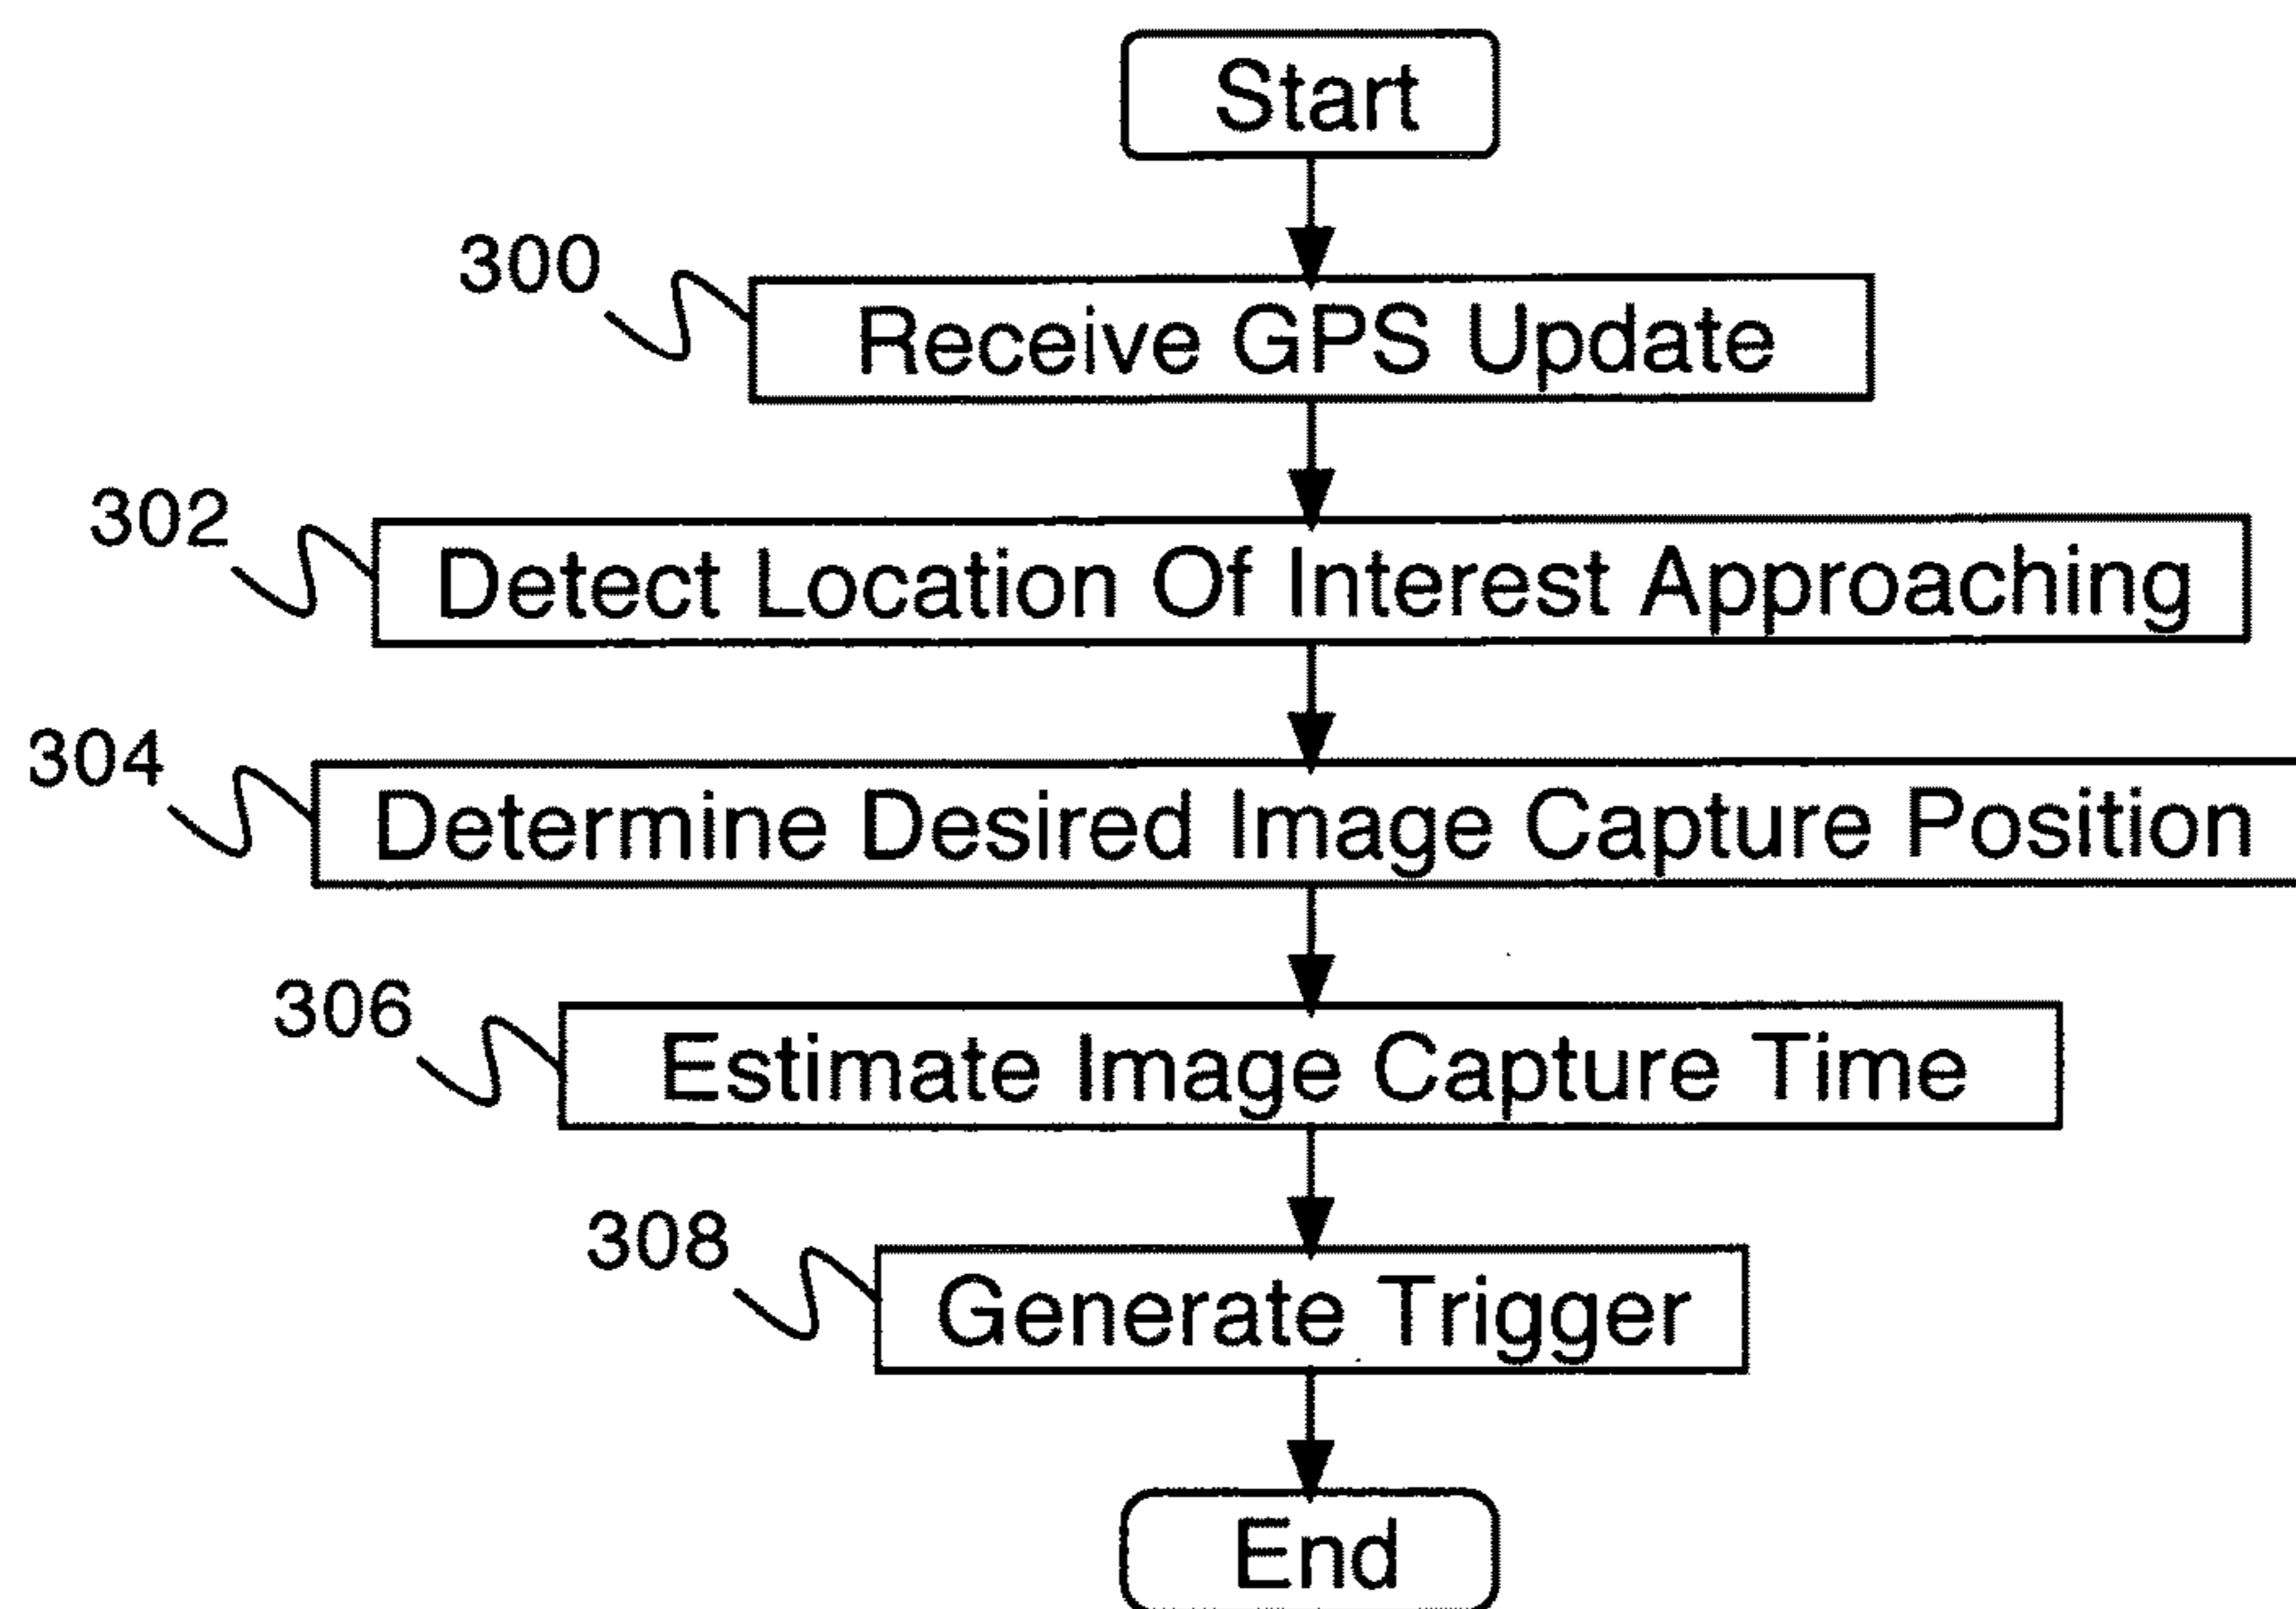 Start
300
Receive GPS Update
302
Detect Location Of Interest Approaching
304
Determine Desired Image Capture Position
306
Estimate Image Capture Time
308
Generate Trigger
End